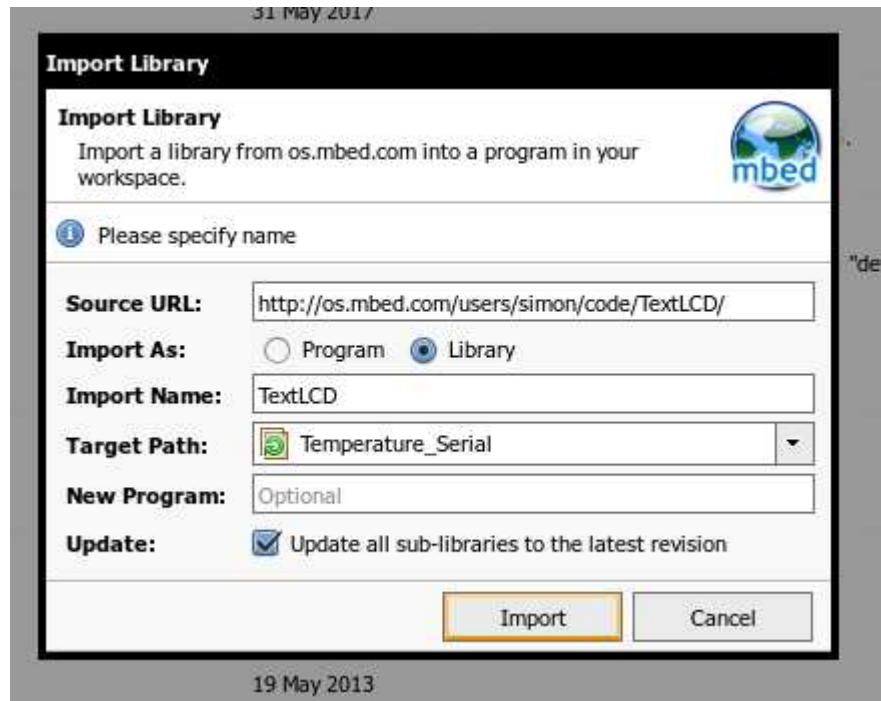 31 May 2017
Import Library
Import Library
Import a library from os.mbed.com into a program in your
workspace.
mbed
Please specify name
"de
Source URL: http://os.mbed.com/users/simon/code/TextLCD/
Import As: Program Library
Import Name: TextLCD
Target Path: Temperature_Serial
New Program: Optional
Update: Update all sub-libraries to the latest revision
Import Cancel
19 May 2013